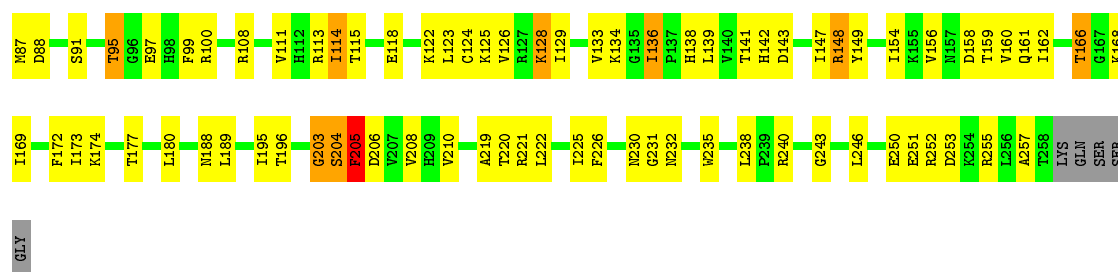 M87 D88 S91 T95 G96 E97 H98 F99 R100 R108 V111 H112 R113 I114 T115 E118 K122 L123 C124 K125 V126 R127 K128 I129 V133 K134 G135 I136 P137 H138 L139 V140 T141 H142 D143 I147 R148 Y149 I154 K155 V156 N157 D158 T159 V160 Q161 I162 T166 G167 K168
I169 F172 I173 K174 T177 L180 N188 L189 I195 T196 G203 S204 F205 D206 V207 V208 H209 V210 A219 T220 R221 L222 I225 F226 N230 G231 N232 W235 L238 P239 R240 G243 L246 E250 E251 R252 D253 K254 R255 L256 A257 T258 LYS GLN SER SER
GLY